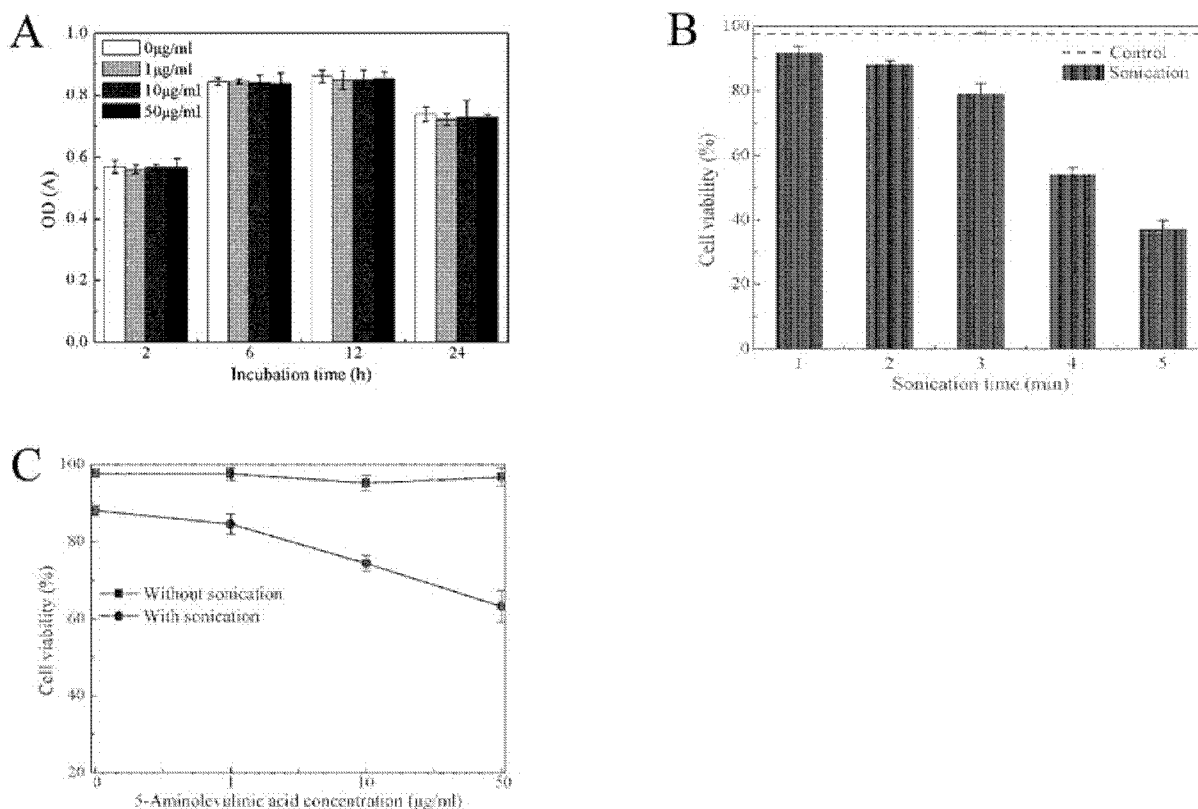 A
1.0
0.8
0.6
0.4
0.2
0.0
OD (A)
0µg/ml
1µg/ml
10µg/ml
50µg/ml
2 6 12 24
Incubation time (h)
B
100
80
60
40
20
0
Cell viability (%)
Control
Sonication
1 2 3 4 5
Sonication time (min)
C
100
80
60
40
20
Cell viability (%)
Without sonication
With sonication
0 1 10 50
5-Aminolevulinic acid concentration (µg/ml)